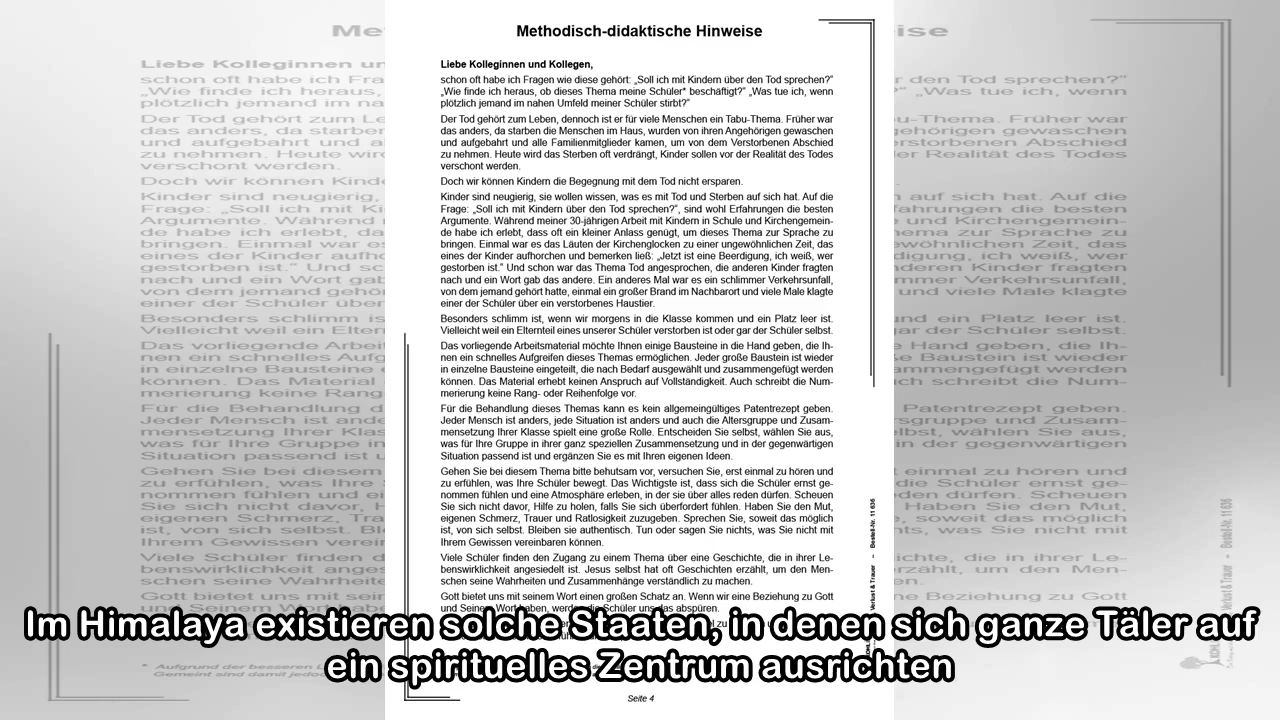 Methodisch-didaktische Hinweise
Liebe Kolleginnen und Kollegen,
schon oft habe ich Fragen wie diese gehört: „Soll ich mit Kindern über den Tod sprechen?”
„Wie finde ich heraus, ob dieses Thema meine Schüler* beschäftigt?” „Was tue ich, wenn
plötzlich jemand im nahen Umfeld meiner Schüler stirbt?”
Der Tod gehört zum Leben, dennoch ist er für viele Menschen ein Tabu-Thema. Früher war
das anders, da starben die Menschen im Haus, wurden von ihren Angehörigen gewaschen
und aufgebahrt und alle Familienmitglieder kamen, um von dem Verstorbenen Abschied
zu nehmen. Heute wird das Sterben oft verdrängt, Kinder sollen vor der Realität des Todes
verschont werden.
Doch wir können Kindern die Begegnung mit dem Tod nicht ersparen.
Kinder sind neugierig, sie wollen wissen, was es mit Tod und Sterben auf sich hat. Auf die
Frage: „Soll ich mit Kindern über den Tod sprechen?”, sind wohl Erfahrungen die besten
Argumente. Während meiner 30-jährigen Arbeit mit Kindern in Schule und Kirchengemein-
de habe ich erlebt, dass oft ein kleiner Anlass genügt, um dieses Thema zur Sprache zu
bringen. Einmal war es das Läuten der Kirchenglocken zu einer ungewöhnlichen Zeit, das
eines der Kinder aufhorchen und bemerken ließ: „Jetzt ist eine Beerdigung, ich weiß, wer
gestorben ist.” Und schon war das Thema Tod angesprochen, die anderen Kinder fragten
nach und ein Wort gab das andere. Ein anderes Mal war es ein schlimmer Verkehrsunfall,
von dem jemand gehört hatte, einmal ein großer Brand im Nachbarort und viele Male klagte
einer der Schüler über ein verstorbenes Haustier.
Besonders schlimm ist, wenn wir morgens in die Klasse kommen und ein Platz leer ist.
Vielleicht weil ein Elternteil eines unserer Schüler verstorben ist oder gar der Schüler selbst.
Das vorliegende Arbeitsmaterial möchte Ihnen einige Bausteine in die Hand geben, die Ih-
nen ein schnelles Aufgreifen dieses Themas ermöglichen. Jeder große Baustein ist wieder
in einzelne Bausteine eingeteilt, die nach Bedarf ausgewählt und zusammengefügt werden
können. Das Material erhebt keinen Anspruch auf Vollständigkeit. Auch schreibt die Num-
merierung keine Rang- oder Reihenfolge vor.
Für die Behandlung dieses Themas kann es kein allgemeingültiges Patentrezept geben.
Jeder Mensch ist anders, jede Situation ist anders und auch die Altersgruppe und Zusam-
mensetzung Ihrer Klasse spielt eine große Rolle. Entscheiden Sie selbst, wählen Sie aus,
was für Ihre Gruppe in ihrer ganz speziellen Zusammensetzung und in der gegenwärtigen
Situation passend ist und ergänzen Sie es mit Ihren eigenen Ideen.
Gehen Sie bei diesem Thema bitte behutsam vor, versuchen Sie, erst einmal zu hören und
zu erfühlen, was Ihre Schüler bewegt. Das Wichtigste ist, dass sich die Schüler ernst ge-
nommen fühlen und eine Atmosphäre erleben, in der sie über alles reden dürfen. Scheuen
Sie sich nicht davor, Hilfe zu holen, falls Sie sich überfordert fühlen. Haben Sie den Mut,
eigenen Schmerz, Trauer und Ratlosigkeit zuzugeben. Sprechen Sie, soweit das möglich
ist, von sich selbst. Bleiben sie authentisch. Tun oder sagen Sie nichts, was Sie nicht mit
Ihrem Gewissen vereinbaren können.
Viele Schüler finden den Zugang zu einem Thema über eine Geschichte, die in ihrer Le-
benswirklichkeit angesiedelt ist. Jesus selbst hat oft Geschichten erzählt, um den Men-
schen seine Wahrheiten und Zusammenhänge verständlich zu machen.
Gott bietet uns mit seinem Wort einen großen Schatz an. Wenn wir eine Beziehung zu Gott
und Seinem Wort haben, werden die Schüler uns das abspüren.
Im Himalaya existieren solche Staaten, in denen sich ganze Täler auf
ein spirituelles Zentrum ausrichten
Seite 4
Verlust & Trauer – Bestell-Nr. 11 636